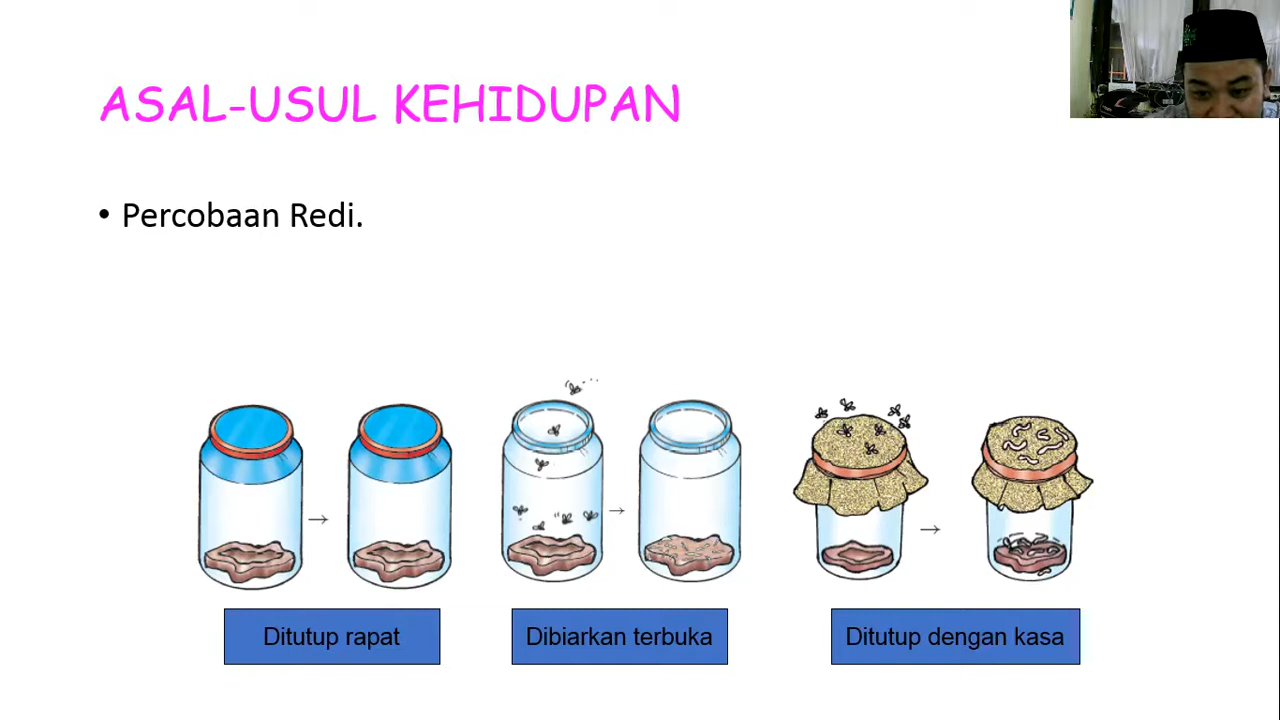 ASAL-USUL KEHIDUPAN
• Percobaan Redi.
Ditutup rapat
Dibiarkan terbuka
Ditutup dengan kasa